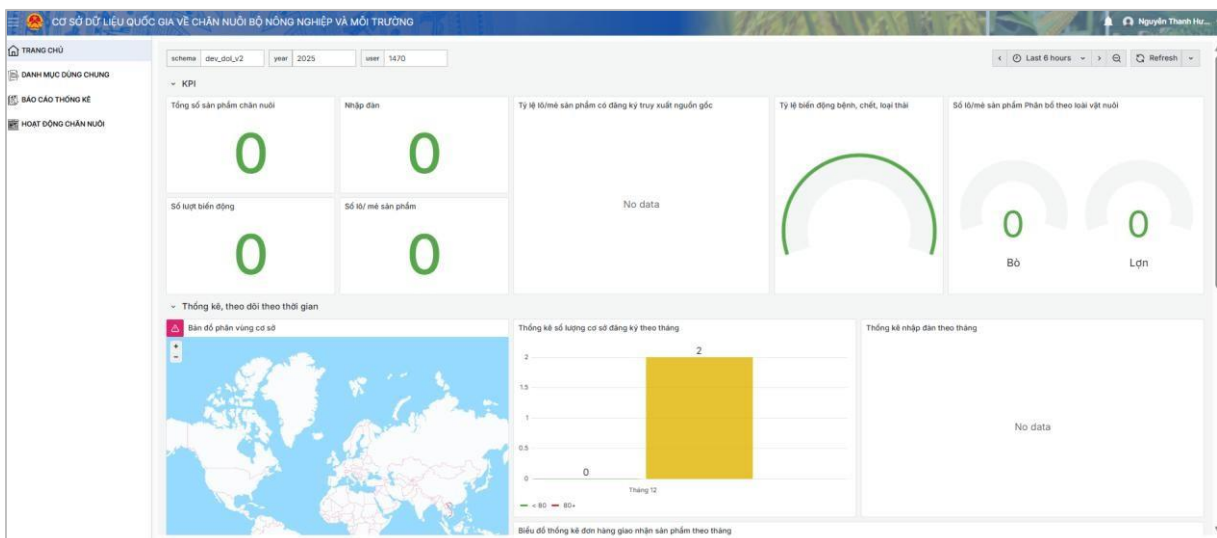 CƠ SỞ DỮ LIỆU QUỐC GIA VỀ CHĂN NUÔI BỘ NÔNG NGHIỆP VÀ MÔI TRƯỜNG
Nguyễn Thanh Hư...
TRANG CHỦ
DANH MỤC DÙNG CHUNG
BÁO CÁO THỐNG KÊ
HOẠT ĐỘNG CHĂN NUÔI
schema dev_dol_v2 year 2025 user 1470
Last 6 hours Refresh
KPI
Tổng số sản phẩm chăn nuôi
0
Nhập đàn
0
Số lượt biến động
0
Số lô/ mẻ sản phẩm
0
Tỷ lệ lô/mẻ sản phẩm có đăng ký truy xuất nguồn gốc
No data
Tỷ lệ biến động bệnh, chết, loại thải
Số lô/mẻ sản phẩm Phân bố theo loài vật nuôi
0 0
Bò Lợn
Thống kê, theo dõi theo thời gian
Bản đồ phân vùng cơ sở
+
−
Thống kê số lượng cơ sở đăng ký theo tháng
2
2
1.5
1
0.5
0
0
Tháng 12
< 80 80+
Thống kê nhập đàn theo tháng
No data
Biểu đồ thống kê đơn hàng giao nhận sản phẩm theo tháng